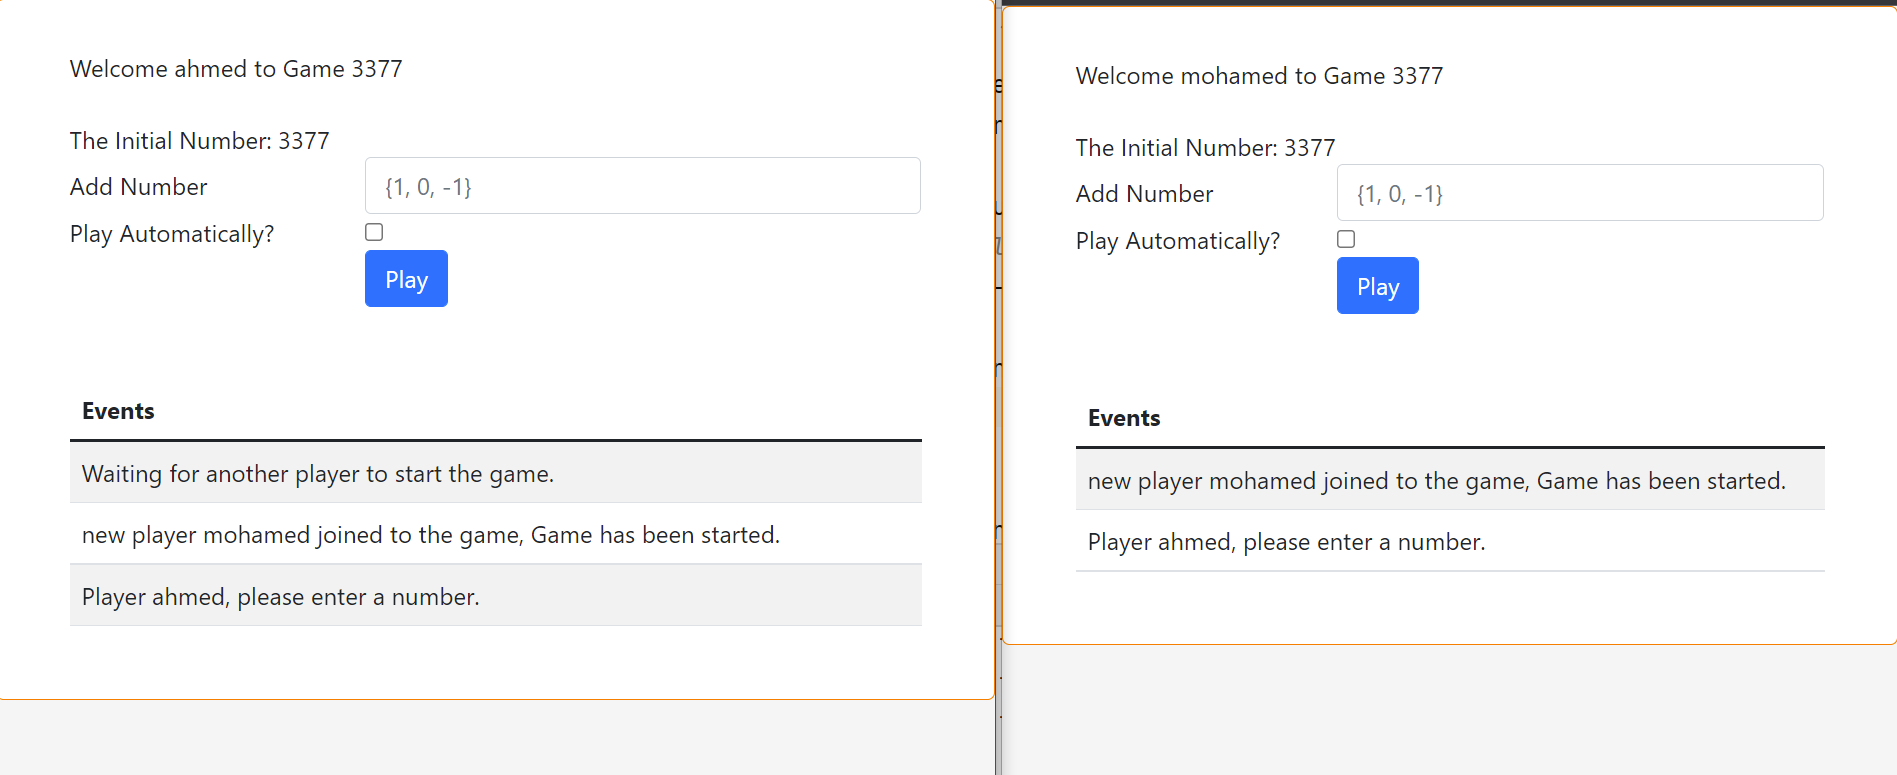 Welcome ahmed to Game 3377
The Initial Number: 3377
Add Number
{1, 0, -1}
Play Automatically?
Play
Events
Waiting for another player to start the game.
new player mohamed joined to the game, Game has been started.
Player ahmed, please enter a number.
Welcome mohamed to Game 3377
The Initial Number: 3377
Add Number
{1, 0, -1}
Play Automatically?
Play
Events
new player mohamed joined to the game, Game has been started.
Player ahmed, please enter a number.